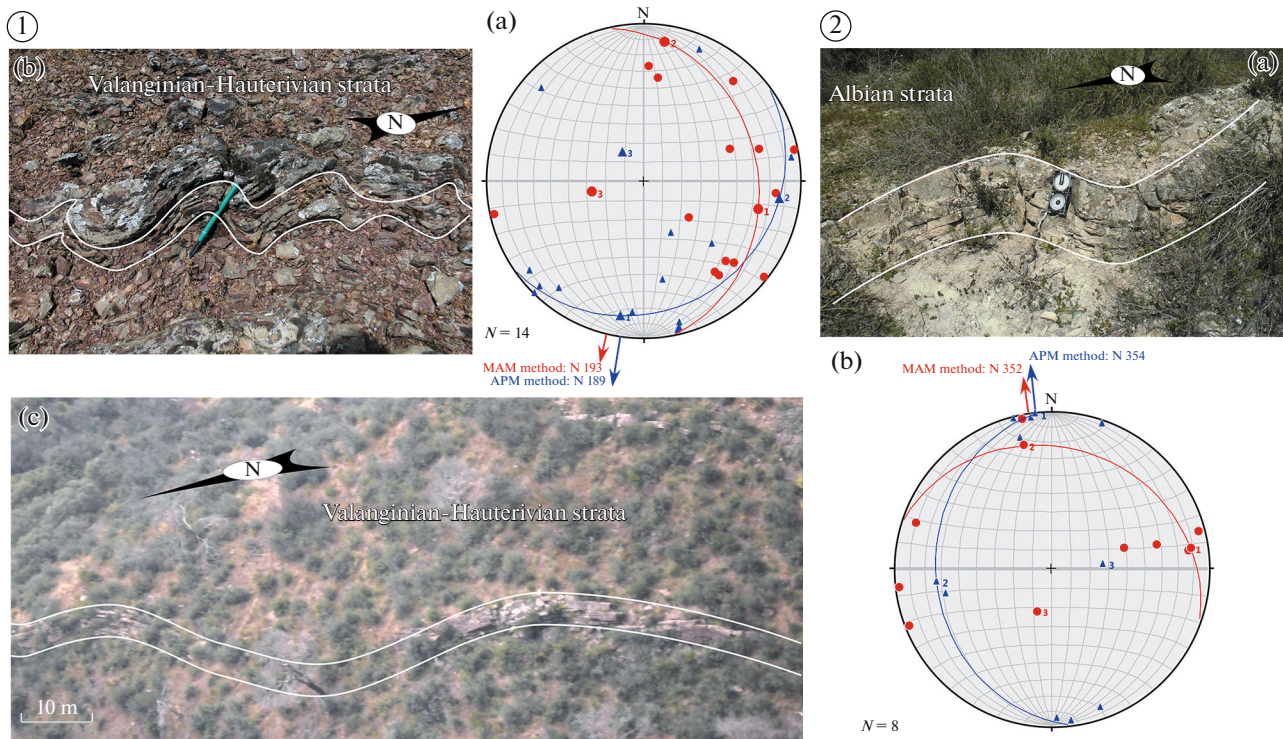 1
(b)
Valanginian-Hauterivian strata
N
(a)
N
2
3
3
2
1
1
N = 14
MAM method: N 193
APM method: N 189
2
(a)
Albian strata
N
(c)
N
Valanginian-Hauterivian strata
10 m
(b)
MAM method: N 352
APM method: N 354
N
1
2
1
3
2
3
N = 8